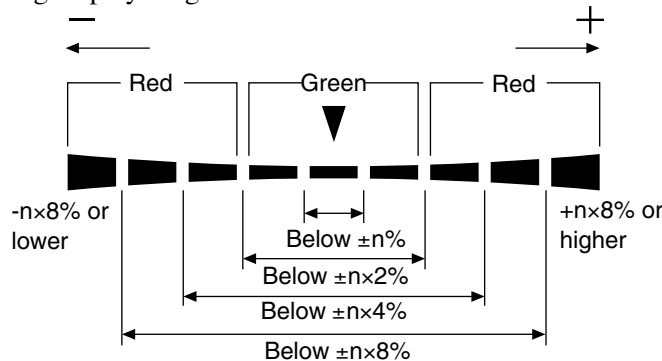 − +
Red Green Red
-n×8% or
lower
+n×8% or
higher
Below ±n%
Below ±n×2%
Below ±n×4%
Below ±n×8%